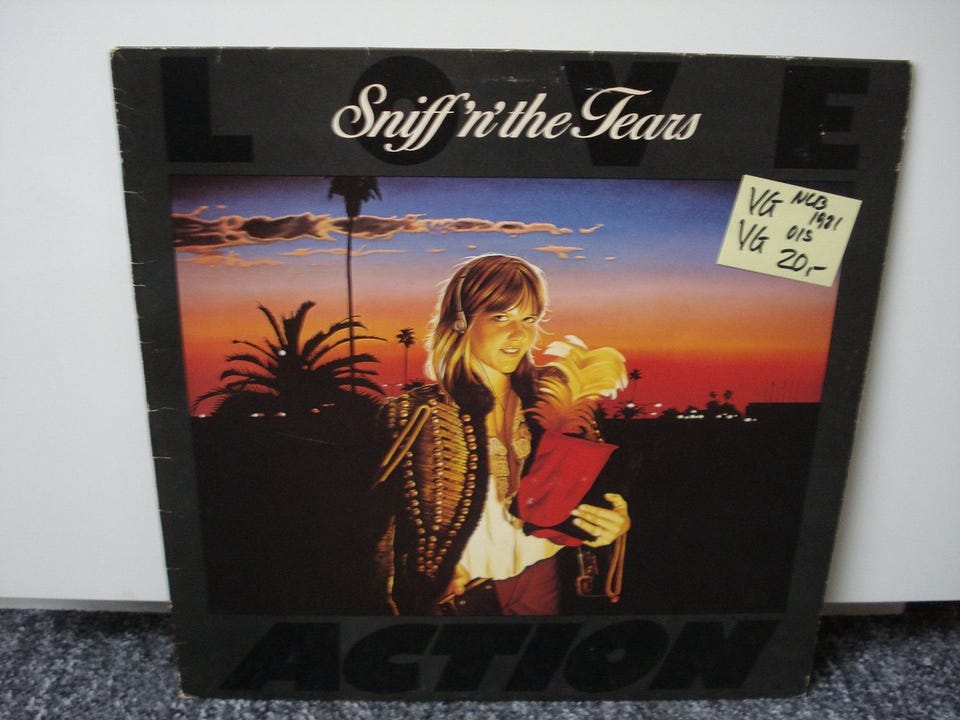 LOVE
Sniff 'n' the Tears
VG NCB
1981
VG 015
20,-
ACTION